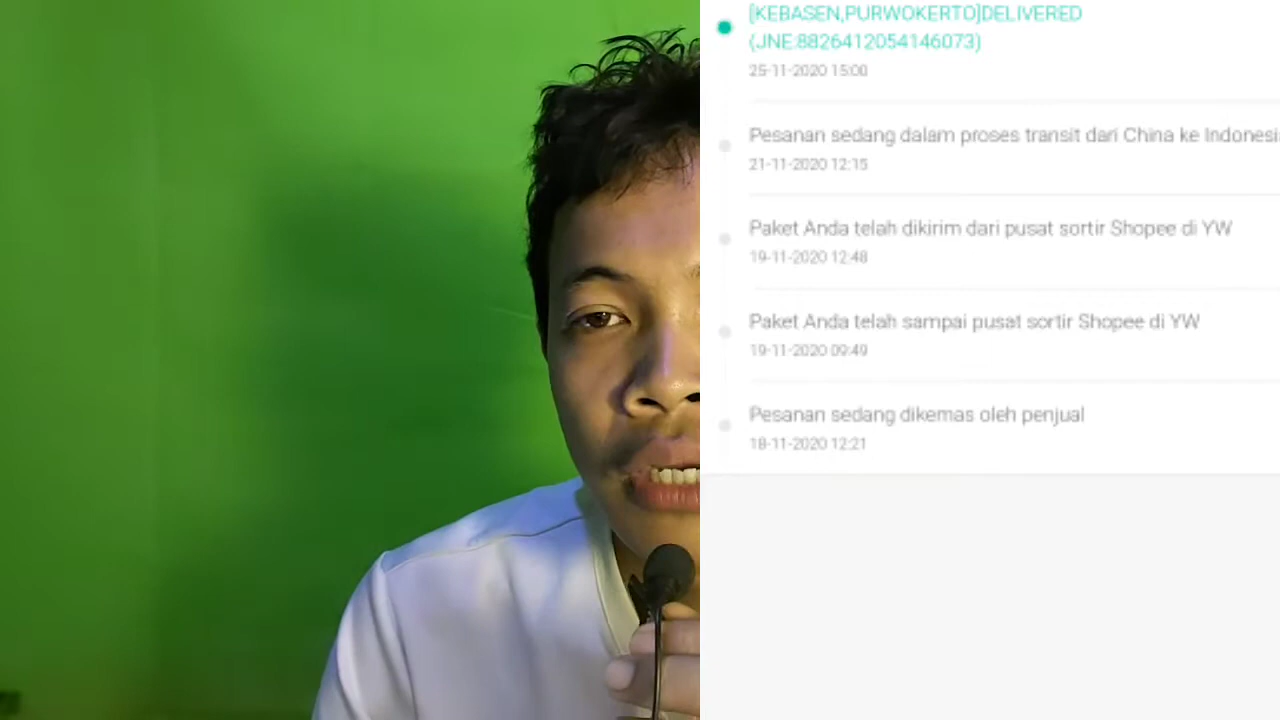 [KEBASEN,PURWOKERTO]DELIVERED
(JNE:8826412054146073)
25-11-2020 15:00
Pesanan sedang dalam proses transit dari China ke Indonesi
21-11-2020 12:15
Paket Anda telah dikirim dari pusat sortir Shopee di YW
19-11-2020 12:48
Paket Anda telah sampai pusat sortir Shopee di YW
19-11-2020 09:49
Pesanan sedang dikemas oleh penjual
18-11-2020 12:21